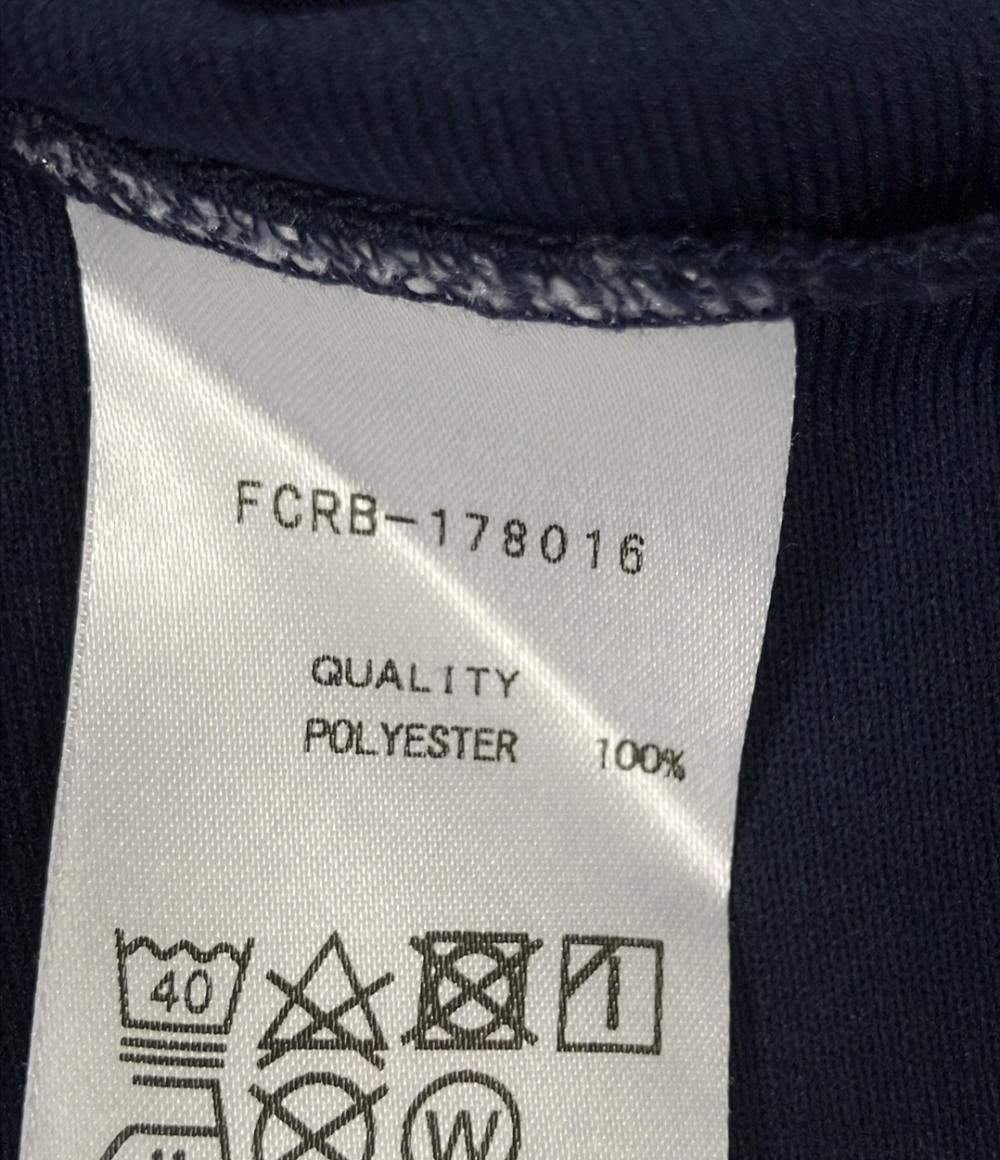 FCRB-178016
QUALITY
POLYESTER 100%
40
W